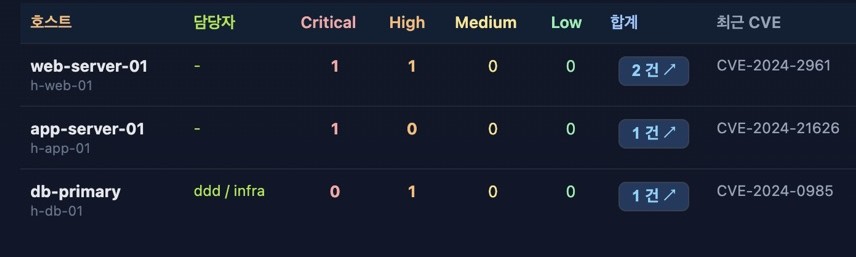 호스트 담당자 Critical High Medium Low 합계 최근 CVE
web-server-01 - 1 1 0 0 2 건 ↗ CVE-2024-2961
h-web-01
app-server-01 - 1 0 0 0 1 건 ↗ CVE-2024-21626
h-app-01
db-primary ddd / infra 0 1 0 0 1 건 ↗ CVE-2024-0985
h-db-01